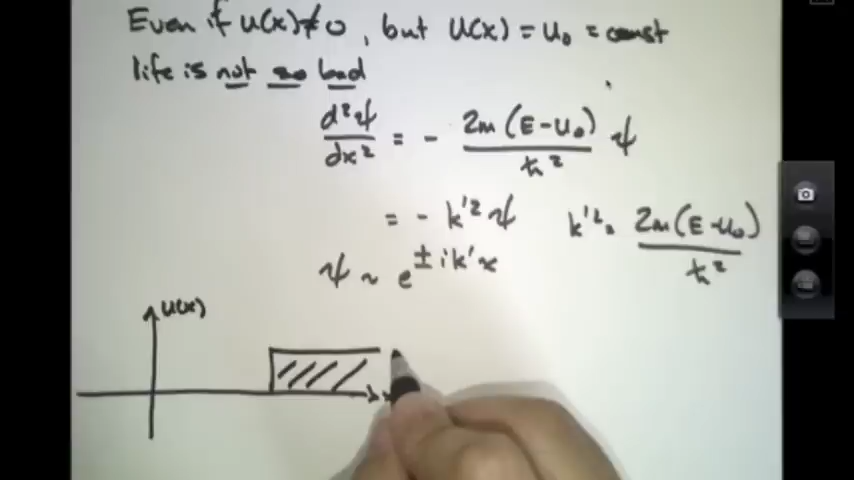 Even if U(x)≠0, but U(x) = U₀ = const
life is not so bad
d²ψ/dx² = - 2m(E-U₀)/ħ² ψ
= - k'²ψ k'² = 2m(E-U₀)/ħ²
ψ ~ e^(±ik'x)
U(x)